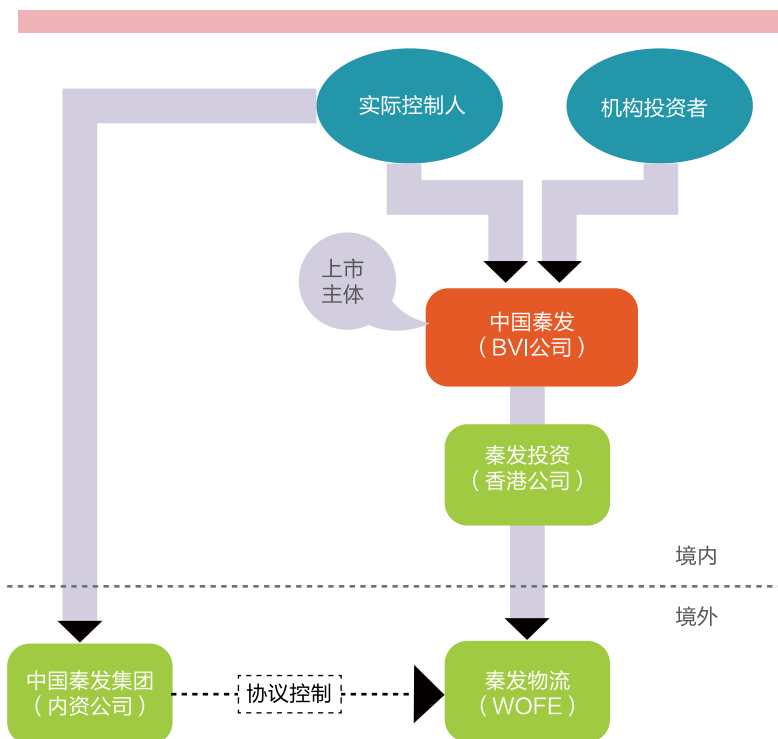 实际控制人
机构投资者
上市
主体
中国秦发
（BVI公司）
秦发投资
（香港公司）
境内
境外
中国秦发集团
（内资公司）
协议控制
秦发物流
（WOFE）